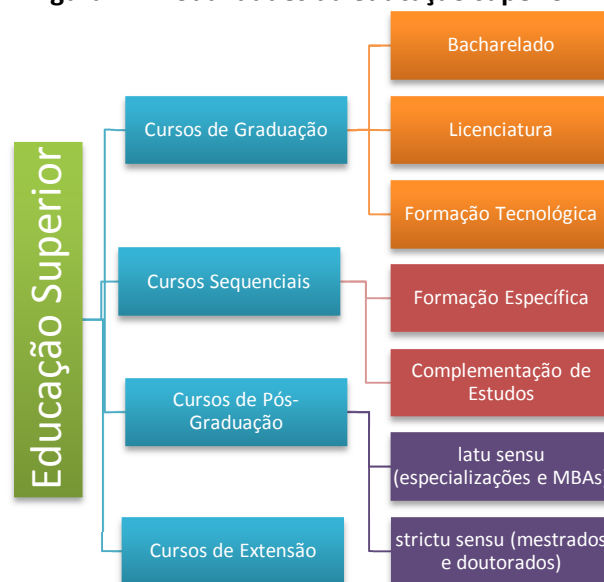 Educação Superior
Cursos de Graduação
Bacharelado
Licenciatura
Formação Tecnológica
Cursos Sequenciais
Formação Específica
Complementação de
Estudos
Cursos de Pós-
Graduação
latu sensu
(especializações e MBAs)
strictu sensu (mestrados
e doutorados)
Cursos de Extensão